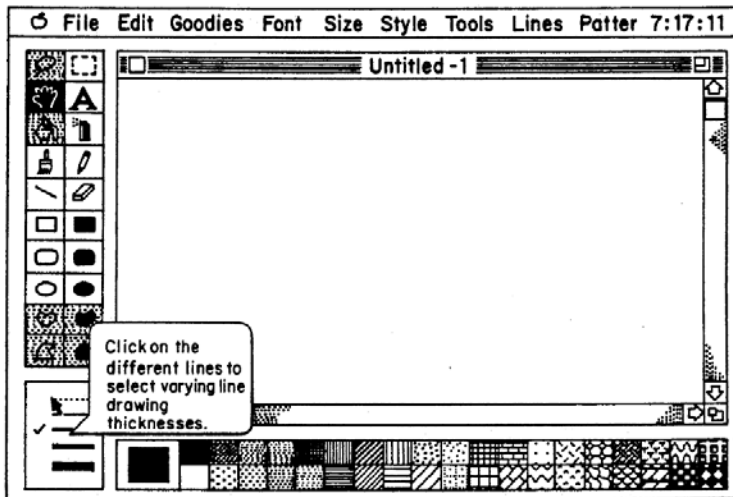 File Edit Goodies Font Size Style Tools Lines Patter 7:17:11
Untitled -1
A
Click on the
different lines to
select varying line
drawing
thicknesses.